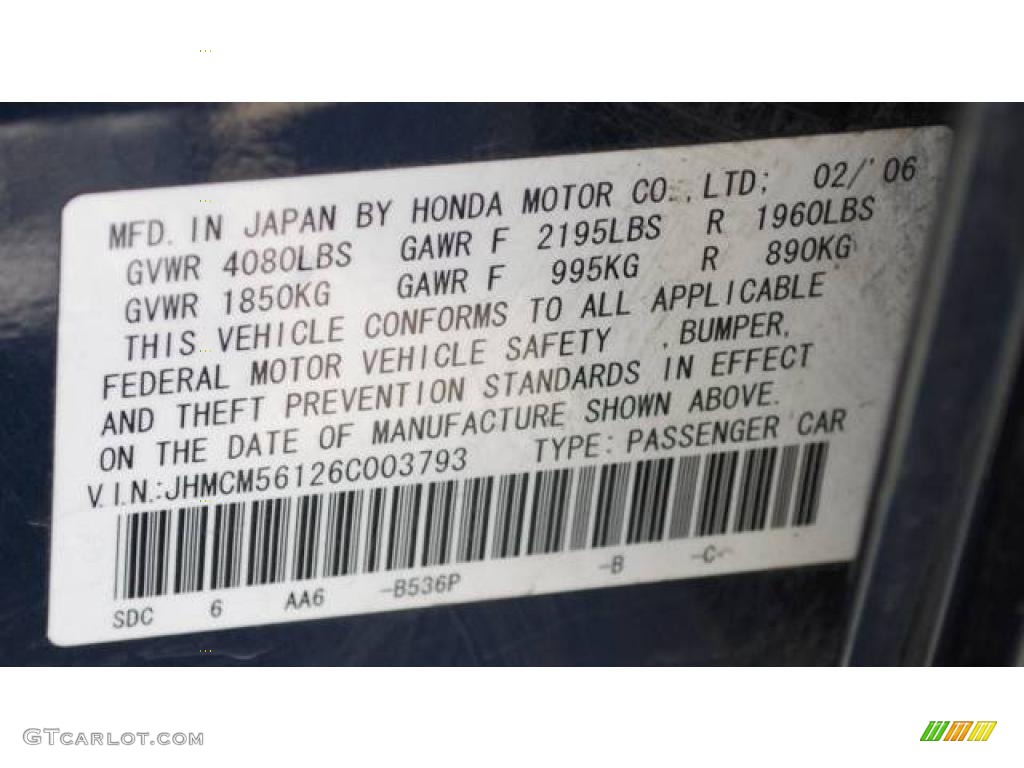 MFD. IN JAPAN BY HONDA MOTOR CO.,LTD; 02/'06
GVWR 4080LBS GAWR F 2195LBS R 1960LBS
GVWR 1850KG GAWR F 995KG R 890KG
THIS VEHICLE CONFORMS TO ALL APPLICABLE
FEDERAL MOTOR VEHICLE SAFETY , BUMPER,
AND THEFT PREVENTION STANDARDS IN EFFECT
ON THE DATE OF MANUFACTURE SHOWN ABOVE.
V.I.N.:JHMCM56126C003793 TYPE:PASSENGER CAR
SDC 6 AA6 -B536P -B -C-
GTCARLOT.COM